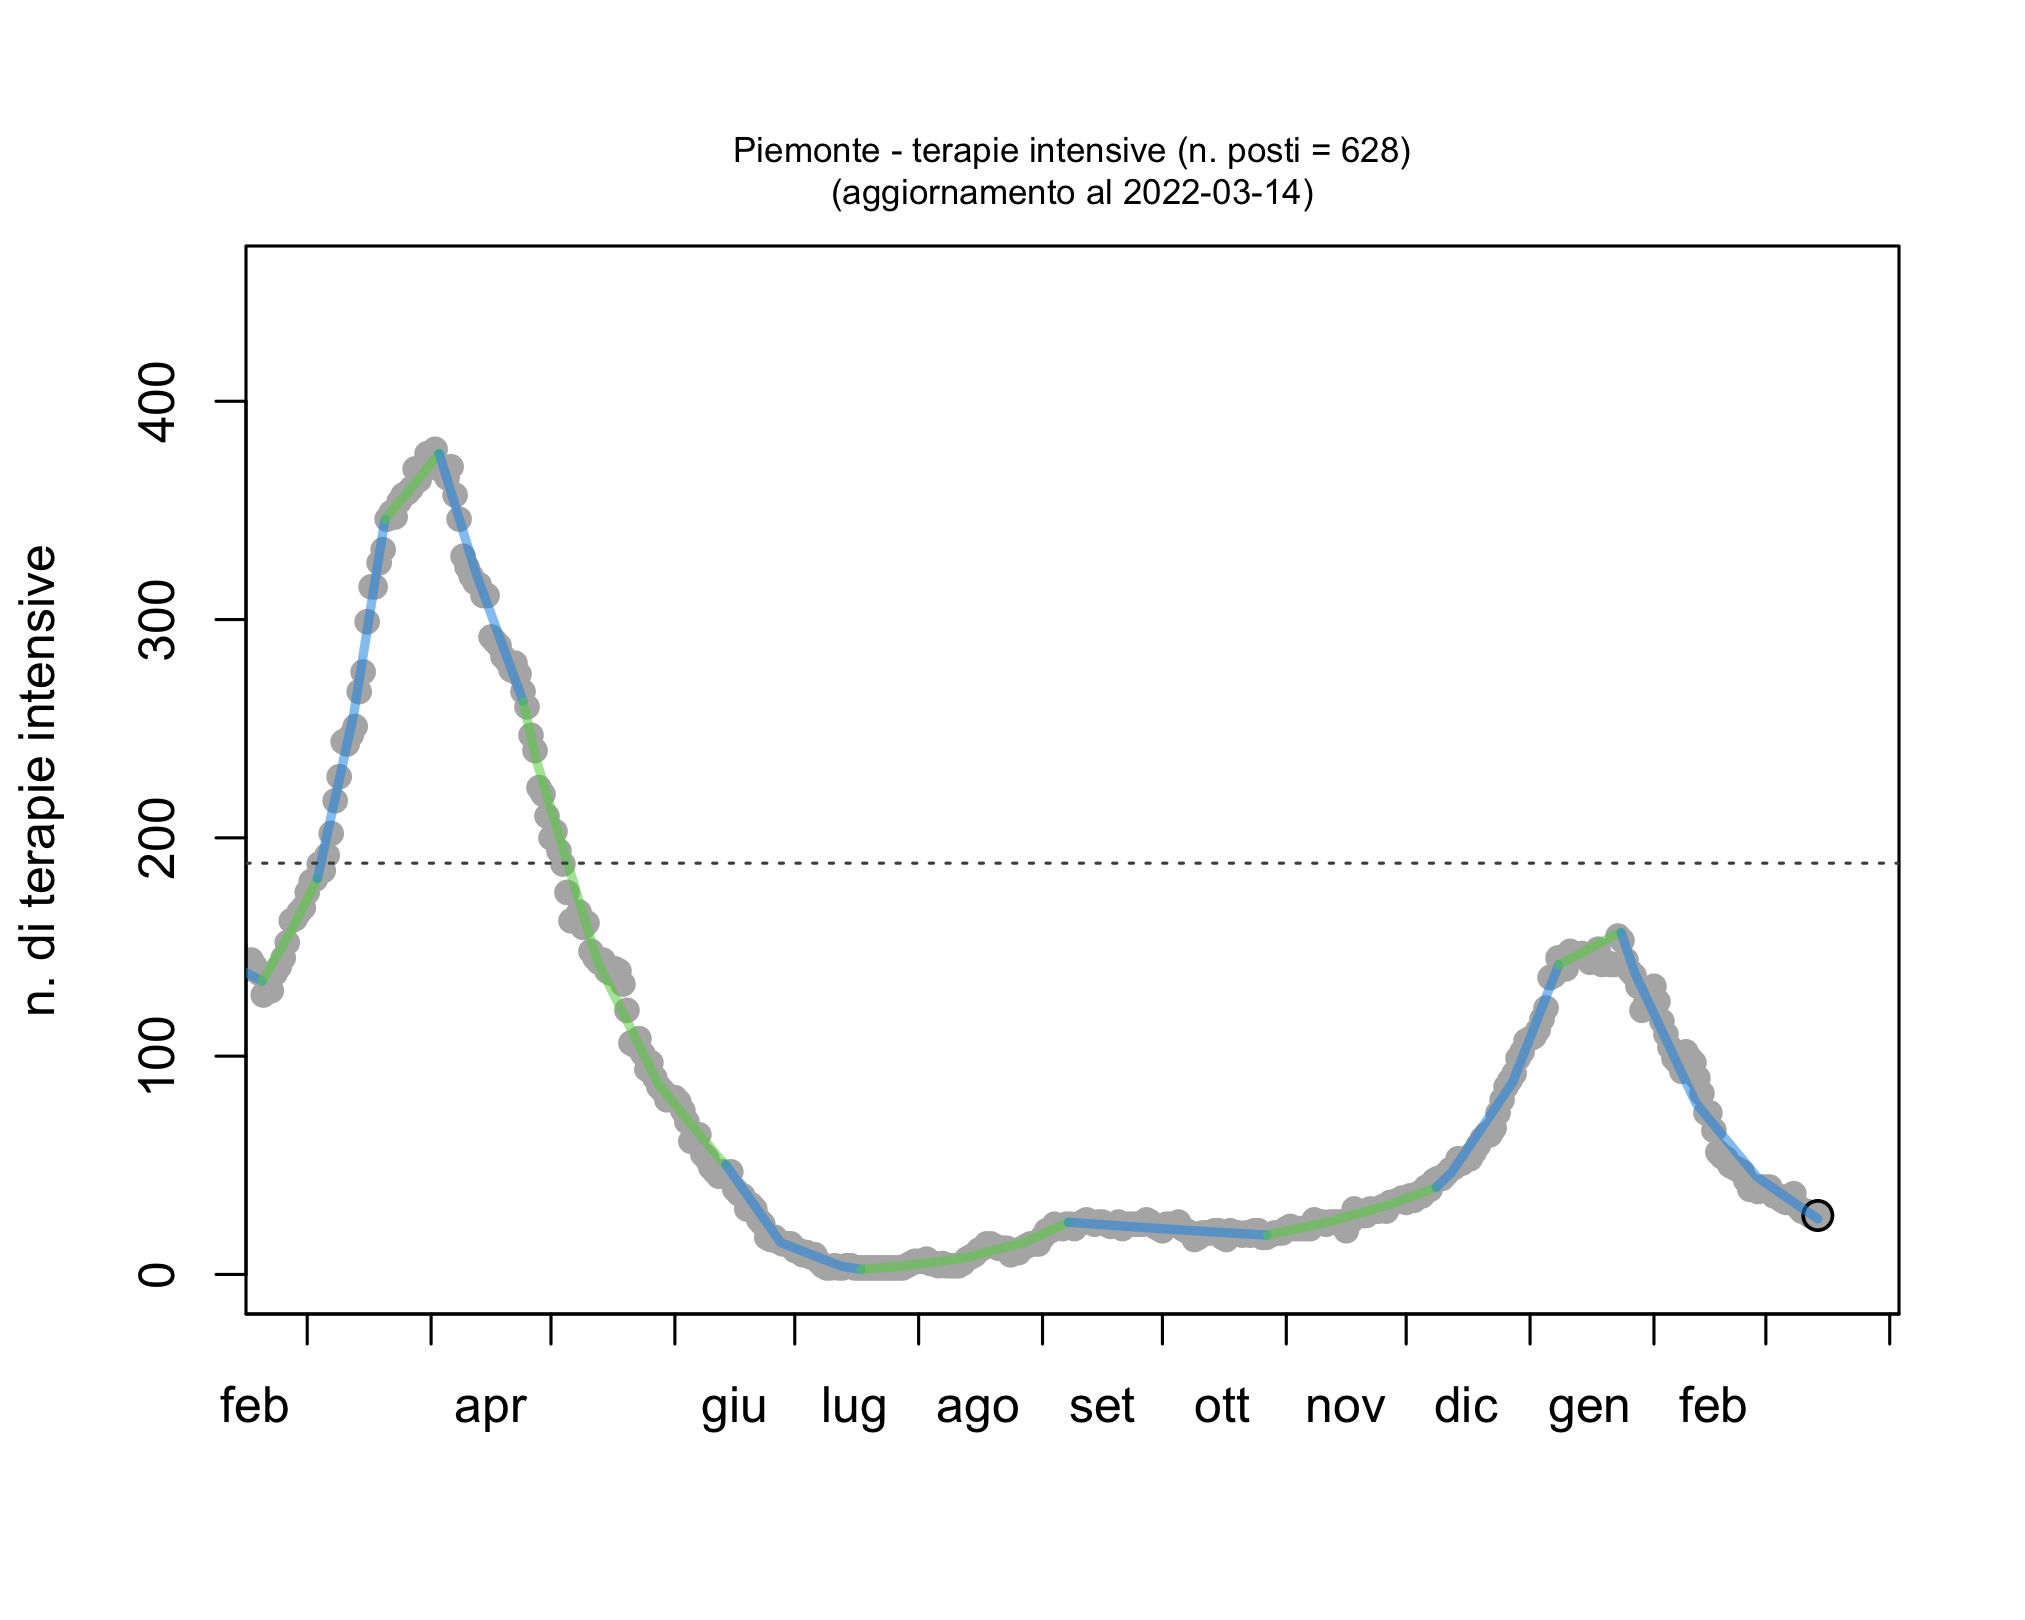 Piemonte - terapie intensive (n. posti = 628)
(aggiornamento al 2022-03-14)
n. di terapie intensive
400
300
200
100
0
feb apr giu lug ago set ott nov dic gen feb